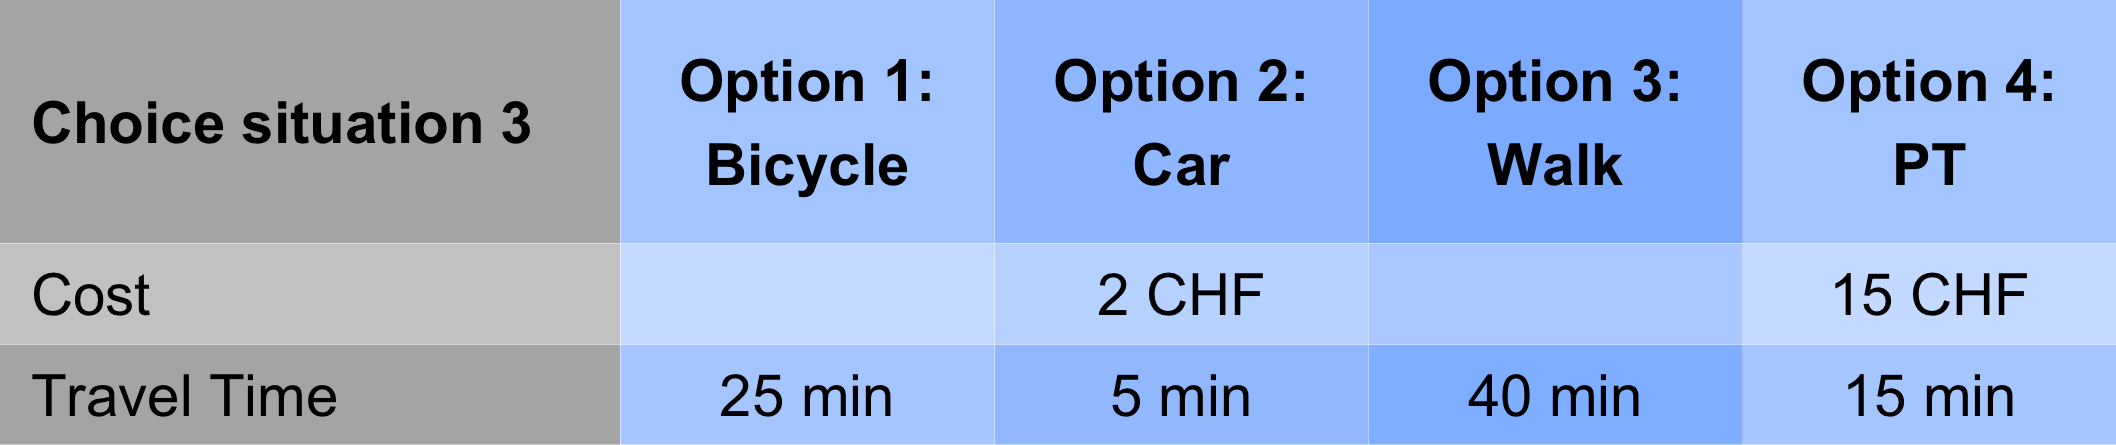 Choice situation 3
Option 1:
Bicycle
Option 2:
Car
Option 3:
Walk
Option 4:
PT
Cost
2 CHF
15 CHF
Travel Time
25 min
5 min
40 min
15 min